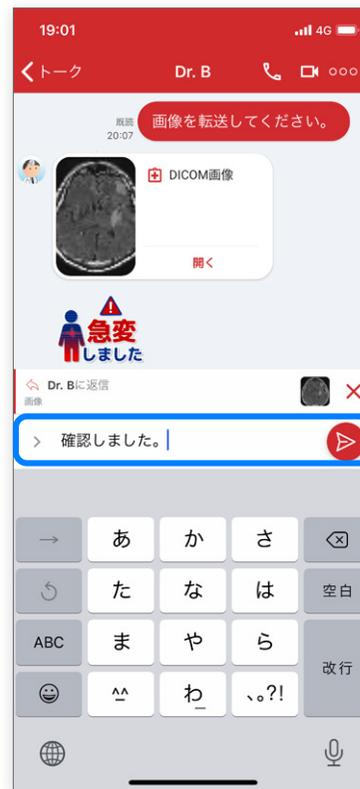 19:01
4G
トーク
Dr. B
既読
20:07
画像を転送してください。
DICOM画像
開く
急変
しました
Dr. Bに返信
画像
確認しました。
→ あ か さ
た な は 空白
ABC ま や ら
改行
^^ わ_ 、。?!